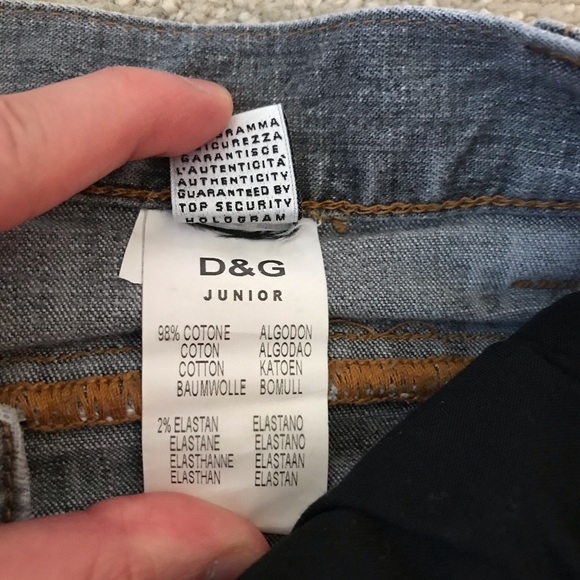 GRAMMA
SICUREZZA
GARANTISCE
L'AUTENTICITÀ
AUTHENTICITY
GUARANTEED BY
TOP SECURITY
HOLOGRAM
D&G
JUNIOR
98% COTONE ALGODON
COTON ALGODAO
COTTON KATOEN
BAUMWOLLE BOMULL
2% ELASTAN ELASTANO
ELASTANE ELASTANO
ELASTHANNE ELASTAAN
ELASTHAN ELASTAN